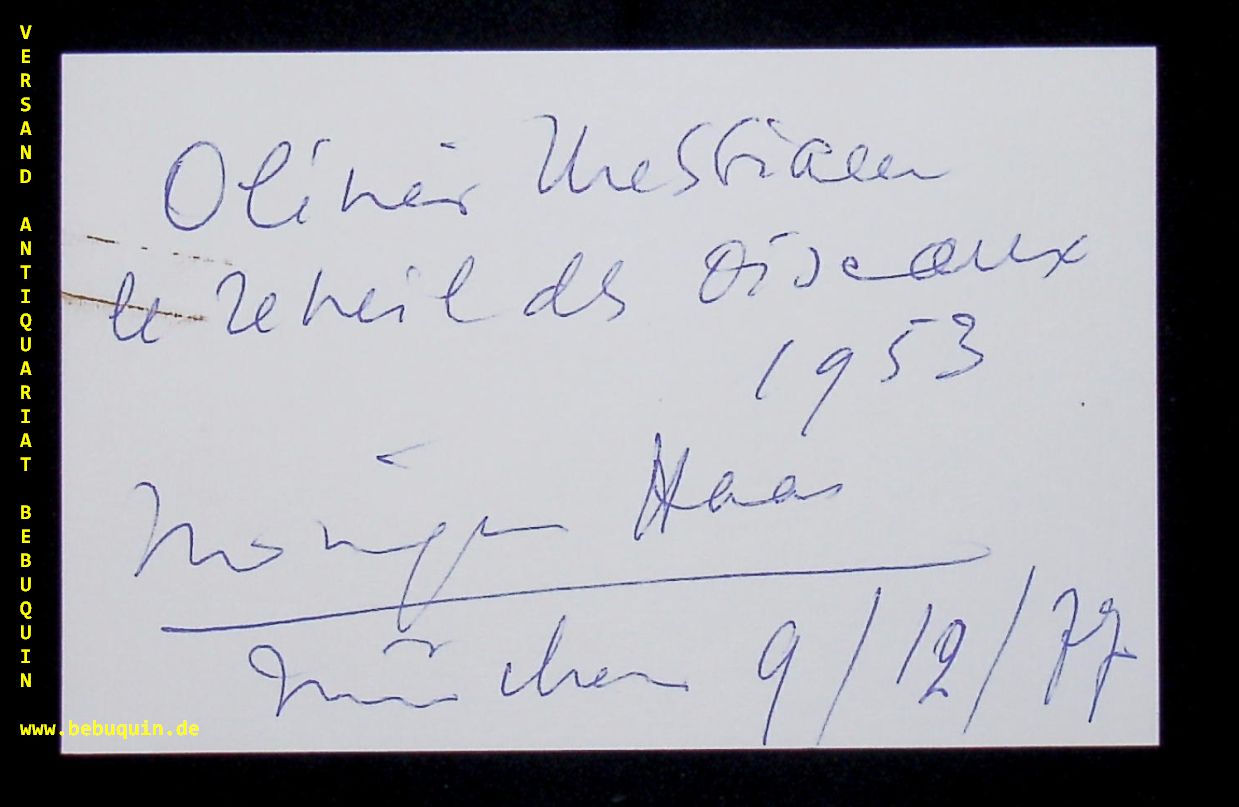 VERSAND ANTIQUARIAT BEBUQUIN
Olivier Messiaen
le Reveil des Oiseaux
1953
Monique Haas
München 9/12/77
www.bebuquin.de